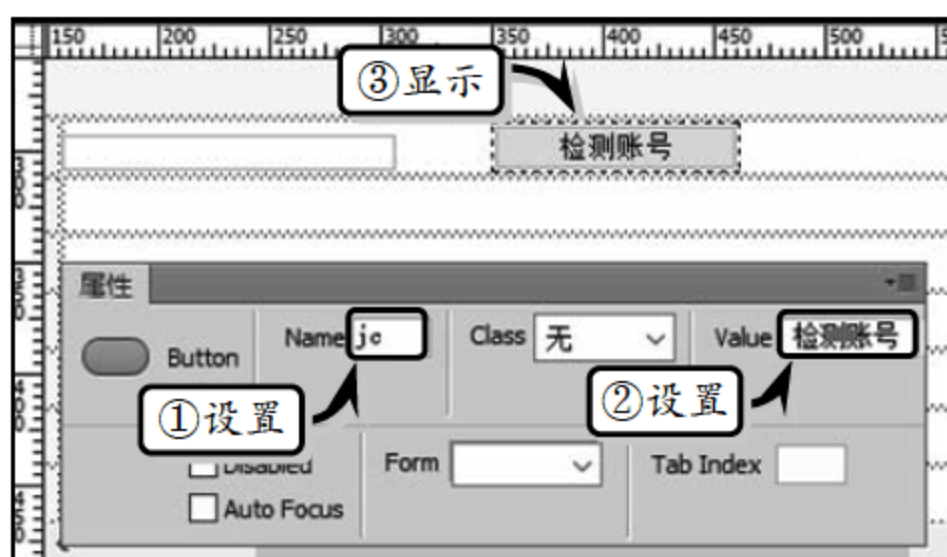 150 200 250 300 350 400 450 500
③显示
检测账号
属性
Button
Name jc
Class 无
Value 检测账号
①设置
②设置
Disabled
Form
Tab Index
Auto Focus